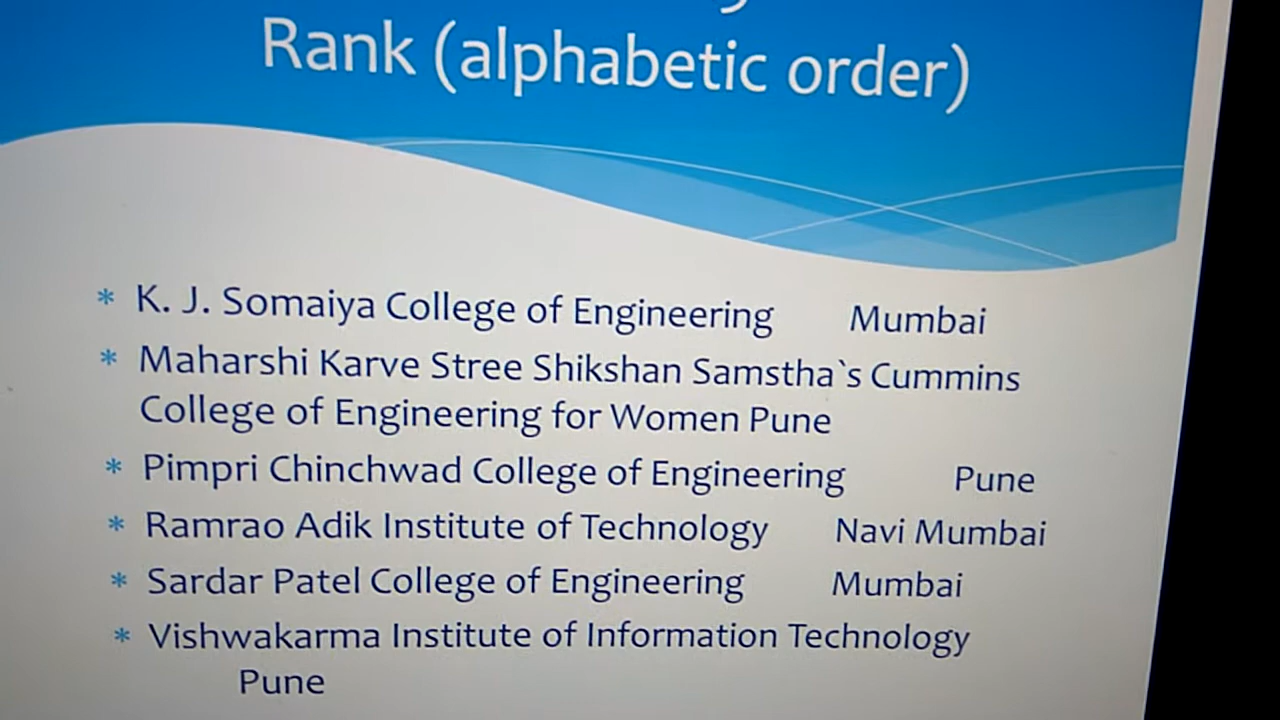 Rank (alphabetic order)
* K. J. Somaiya College of Engineering Mumbai
* Maharshi Karve Stree Shikshan Samstha`s Cummins
College of Engineering for Women Pune
* Pimpri Chinchwad College of Engineering Pune
* Ramrao Adik Institute of Technology Navi Mumbai
* Sardar Patel College of Engineering Mumbai
* Vishwakarma Institute of Information Technology
Pune